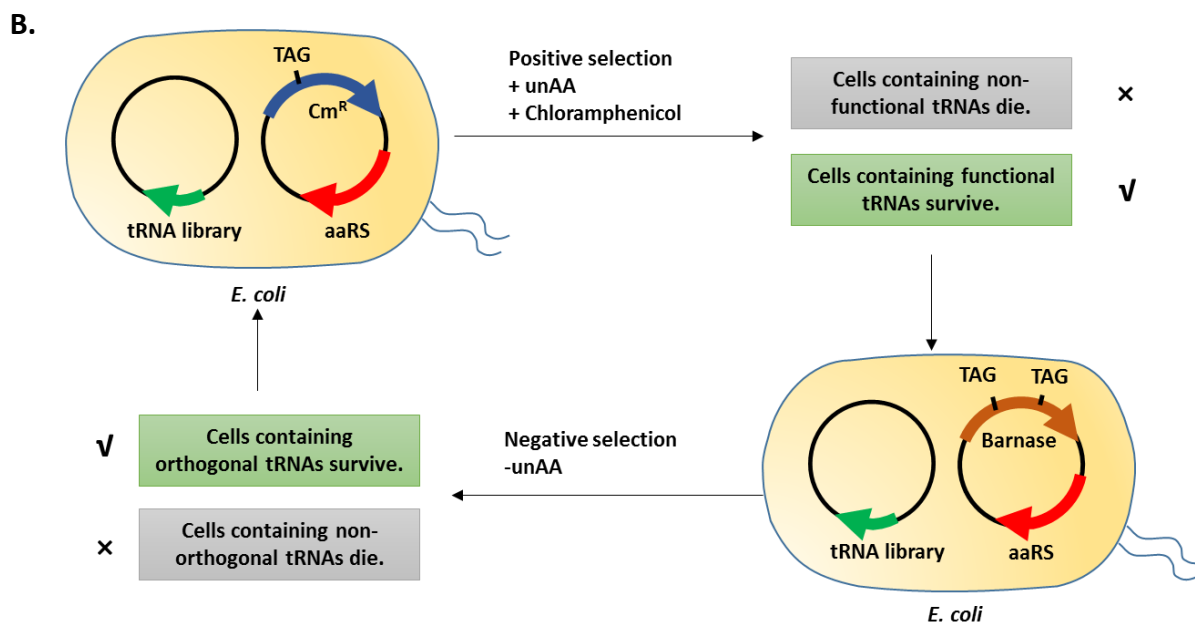 B.
TAG
Cmᴿ
tRNA library
aaRS
E. coli
Positive selection
+ unAA
+ Chloramphenicol
Cells containing non-
functional tRNAs die.
×
Cells containing functional
tRNAs survive.
√
TAG TAG
Barnase
tRNA library
aaRS
E. coli
Negative selection
-unAA
√
Cells containing
orthogonal tRNAs survive.
×
Cells containing non-
orthogonal tRNAs die.